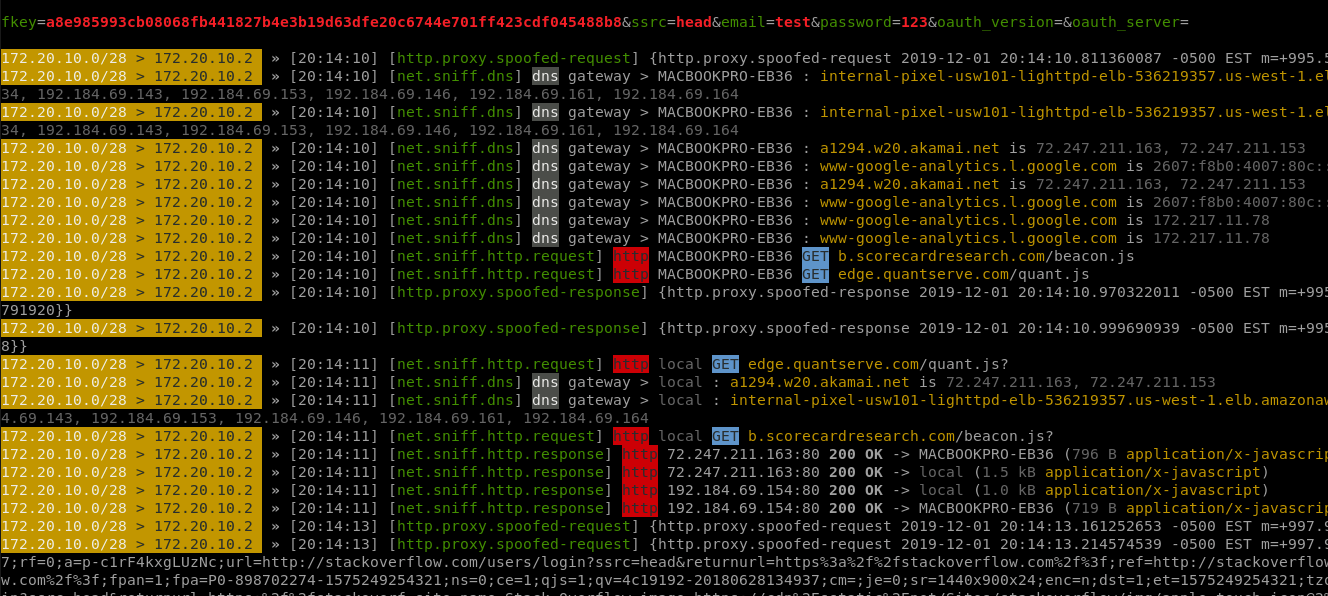 fkey=a8e985993cb08068fb441827b4e3b19d63dfe20c6744e701ff423cdf045488b8&ssrc=head&email=test&password=123&oauth_version=&oauth_server=
172.20.10.0/28 > 172.20.10.2 » [20:14:10] [http.proxy.spoofed-request] {http.proxy.spoofed-request 2019-12-01 20:14:10.811360087 -0500 EST m=+995.5
172.20.10.0/28 > 172.20.10.2 » [20:14:10] [net.sniff.dns] dns gateway > MACBOOKPRO-EB36 : internal-pixel-usw101-lighttpd-elb-536219357.us-west-1.el
34, 192.184.69.143, 192.184.69.153, 192.184.69.146, 192.184.69.161, 192.184.69.164
172.20.10.0/28 > 172.20.10.2 » [20:14:10] [net.sniff.dns] dns gateway > MACBOOKPRO-EB36 : internal-pixel-usw101-lighttpd-elb-536219357.us-west-1.el
34, 192.184.69.143, 192.184.69.153, 192.184.69.146, 192.184.69.161, 192.184.69.164
172.20.10.0/28 > 172.20.10.2 » [20:14:10] [net.sniff.dns] dns gateway > MACBOOKPRO-EB36 : a1294.w20.akamai.net is 72.247.211.163, 72.247.211.153
172.20.10.0/28 > 172.20.10.2 » [20:14:10] [net.sniff.dns] dns gateway > MACBOOKPRO-EB36 : www-google-analytics.l.google.com is 2607:f8b0:4007:80c::
172.20.10.0/28 > 172.20.10.2 » [20:14:10] [net.sniff.dns] dns gateway > MACBOOKPRO-EB36 : a1294.w20.akamai.net is 72.247.211.163, 72.247.211.153
172.20.10.0/28 > 172.20.10.2 » [20:14:10] [net.sniff.dns] dns gateway > MACBOOKPRO-EB36 : www-google-analytics.l.google.com is 2607:f8b0:4007:80c::
172.20.10.0/28 > 172.20.10.2 » [20:14:10] [net.sniff.dns] dns gateway > MACBOOKPRO-EB36 : www-google-analytics.l.google.com is 172.217.11.78
172.20.10.0/28 > 172.20.10.2 » [20:14:10] [net.sniff.dns] dns gateway > MACBOOKPRO-EB36 : www-google-analytics.l.google.com is 172.217.11.78
172.20.10.0/28 > 172.20.10.2 » [20:14:10] [net.sniff.http.request] http MACBOOKPRO-EB36 GET b.scorecardresearch.com/beacon.js
172.20.10.0/28 > 172.20.10.2 » [20:14:10] [net.sniff.http.request] http MACBOOKPRO-EB36 GET edge.quantserve.com/quant.js
172.20.10.0/28 > 172.20.10.2 » [20:14:10] [http.proxy.spoofed-response] {http.proxy.spoofed-response 2019-12-01 20:14:10.970322011 -0500 EST m=+995
791920}}
172.20.10.0/28 > 172.20.10.2 » [20:14:10] [http.proxy.spoofed-response] {http.proxy.spoofed-response 2019-12-01 20:14:10.999690939 -0500 EST m=+995
8}}
172.20.10.0/28 > 172.20.10.2 » [20:14:11] [net.sniff.http.request] http local GET edge.quantserve.com/quant.js?
172.20.10.0/28 > 172.20.10.2 » [20:14:11] [net.sniff.dns] dns gateway > local : a1294.w20.akamai.net is 72.247.211.163, 72.247.211.153
172.20.10.0/28 > 172.20.10.2 » [20:14:11] [net.sniff.dns] dns gateway > local : internal-pixel-usw101-lighttpd-elb-536219357.us-west-1.elb.amazonaw
4.69.143, 192.184.69.153, 192.184.69.146, 192.184.69.161, 192.184.69.164
172.20.10.0/28 > 172.20.10.2 » [20:14:11] [net.sniff.http.request] http local GET b.scorecardresearch.com/beacon.js?
172.20.10.0/28 > 172.20.10.2 » [20:14:11] [net.sniff.http.response] http 72.247.211.163:80 200 OK -> MACBOOKPRO-EB36 (796 B application/x-javascrip
172.20.10.0/28 > 172.20.10.2 » [20:14:11] [net.sniff.http.response] http 72.247.211.163:80 200 OK -> local (1.5 kB application/x-javascript)
172.20.10.0/28 > 172.20.10.2 » [20:14:11] [net.sniff.http.response] http 192.184.69.154:80 200 OK -> local (1.0 kB application/x-javascript)
172.20.10.0/28 > 172.20.10.2 » [20:14:11] [net.sniff.http.response] http 192.184.69.154:80 200 OK -> MACBOOKPRO-EB36 (719 B application/x-javascrip
172.20.10.0/28 > 172.20.10.2 » [20:14:13] [http.proxy.spoofed-request] {http.proxy.spoofed-request 2019-12-01 20:14:13.161252653 -0500 EST m=+997.9
172.20.10.0/28 > 172.20.10.2 » [20:14:13] [http.proxy.spoofed-request] {http.proxy.spoofed-request 2019-12-01 20:14:13.214574539 -0500 EST m=+997.9
7;rf=0;a=p-c1rF4kxgLUzNc;url=http://stackoverflow.com/users/login?ssrc=head&returnurl=https%3a%2f%2fstackoverflow.com%2f%3f;ref=http://stackoverflo
w.com%2f%3f;fpan=1;fpa=P0-898702274-1575249254321;ns=0;ce=1;qjs=1;qv=4c19192-20180628134937;cm=;je=0;sr=1440x900x24;enc=n;dst=1;et=1575249254321;tzo